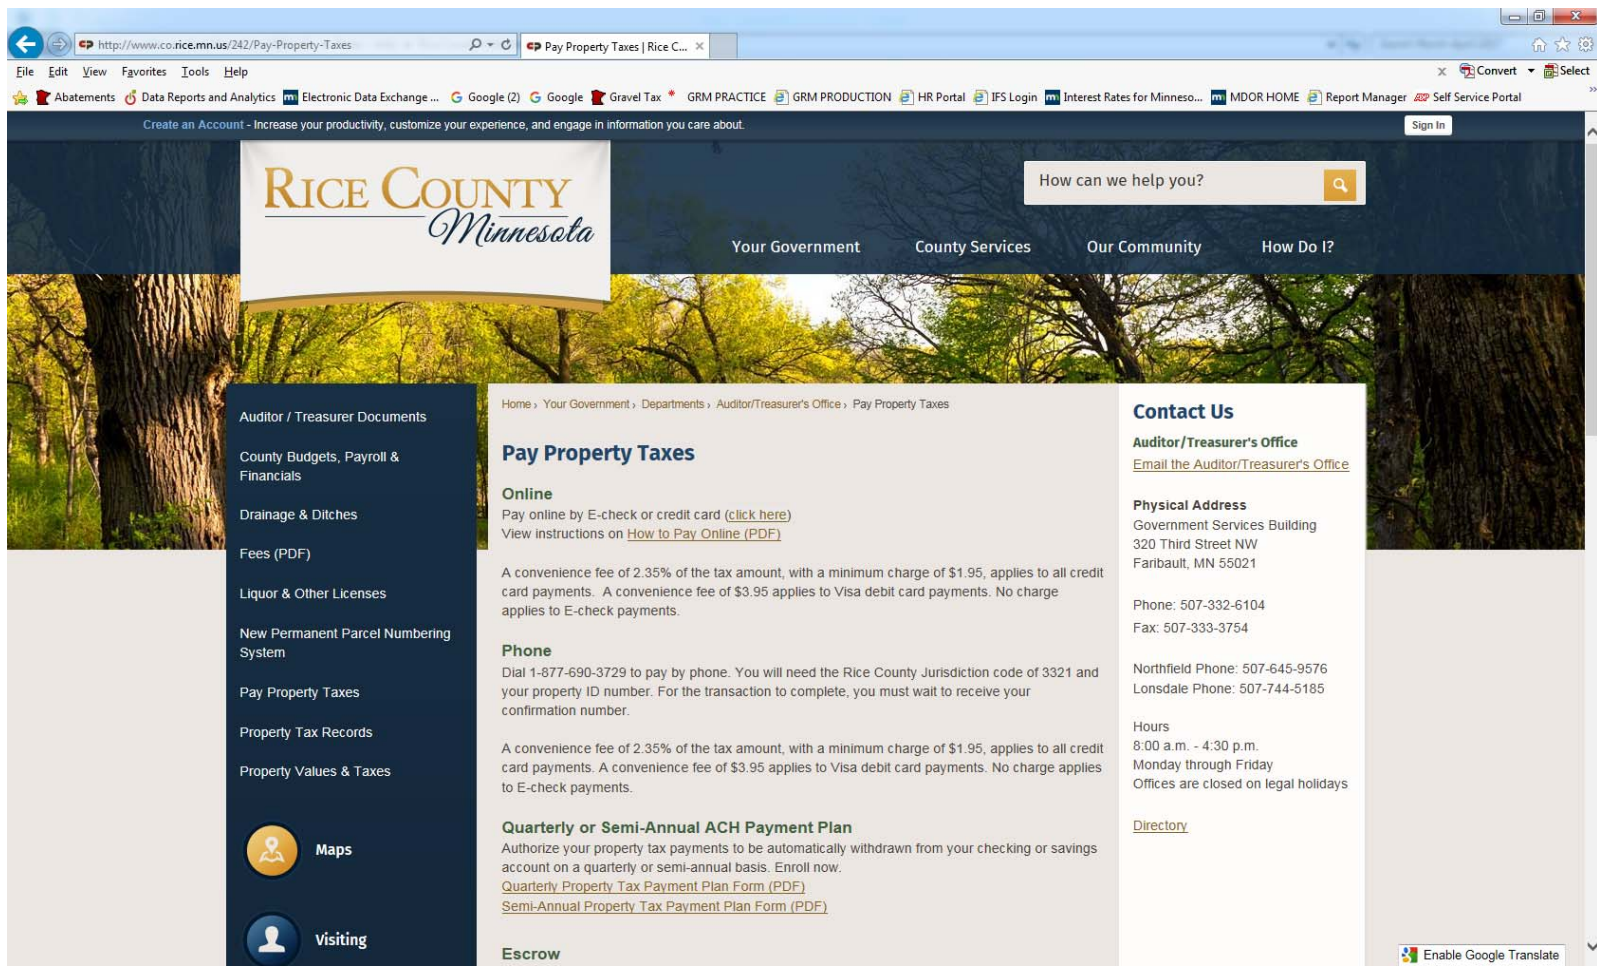 http://www.co.rice.mn.us/242/Pay-Property-Taxes
Pay Property Taxes | Rice C...
File Edit View Favorites Tools Help
Convert Select
Abatements Data Reports and Analytics Electronic Data Exchange ... Google (2) Google Gravel Tax GRM PRACTICE GRM PRODUCTION HR Portal IFS Login Interest Rates for Minneso... MDOR HOME Report Manager Self Service Portal
Create an Account - Increase your productivity, customize your experience, and engage in information you care about.
Sign In
RICE COUNTY
Minnesota
How can we help you?
Your Government County Services Our Community How Do I?
Auditor / Treasurer Documents
County Budgets, Payroll &
Financials
Drainage & Ditches
Fees (PDF)
Liquor & Other Licenses
New Permanent Parcel Numbering
System
Pay Property Taxes
Property Tax Records
Property Values & Taxes
Maps
Visiting
Home › Your Government › Departments › Auditor/Treasurer's Office › Pay Property Taxes
Pay Property Taxes
Online
Pay online by E-check or credit card (click here)
View instructions on How to Pay Online (PDF)
A convenience fee of 2.35% of the tax amount, with a minimum charge of $1.95, applies to all credit
card payments. A convenience fee of $3.95 applies to Visa debit card payments. No charge
applies to E-check payments.
Phone
Dial 1-877-690-3729 to pay by phone. You will need the Rice County Jurisdiction code of 3321 and
your property ID number. For the transaction to complete, you must wait to receive your
confirmation number.
A convenience fee of 2.35% of the tax amount, with a minimum charge of $1.95, applies to all credit
card payments. A convenience fee of $3.95 applies to Visa debit card payments. No charge applies
to E-check payments.
Quarterly or Semi-Annual ACH Payment Plan
Authorize your property tax payments to be automatically withdrawn from your checking or savings
account on a quarterly or semi-annual basis. Enroll now.
Quarterly Property Tax Payment Plan Form (PDF)
Semi-Annual Property Tax Payment Plan Form (PDF)
Escrow
Contact Us
Auditor/Treasurer's Office
Email the Auditor/Treasurer's Office
Physical Address
Government Services Building
320 Third Street NW
Faribault, MN 55021
Phone: 507-332-6104
Fax: 507-333-3754
Northfield Phone: 507-645-9576
Lonsdale Phone: 507-744-5185
Hours
8:00 a.m. - 4:30 p.m.
Monday through Friday
Offices are closed on legal holidays
Directory
Enable Google Translate